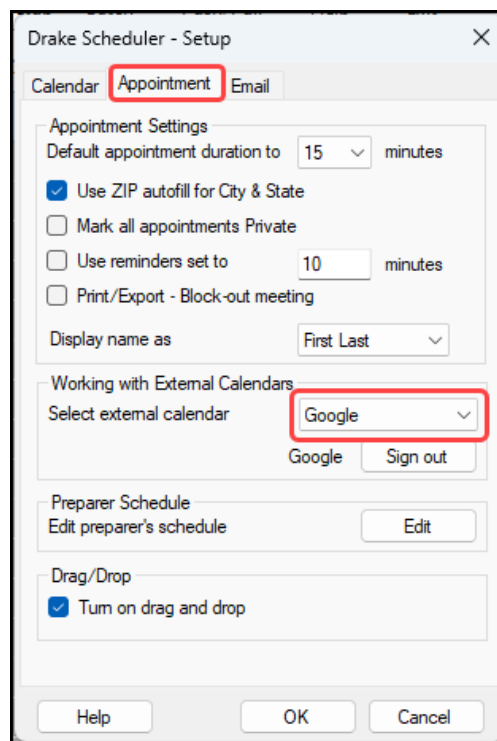 Drake Scheduler - Setup
Calendar Appointment Email
Appointment Settings
Default appointment duration to 15 minutes
Use ZIP autofill for City & State
Mark all appointments Private
Use reminders set to 10 minutes
Print/Export - Block-out meeting
Display name as First Last
Working with External Calendars
Select external calendar Google
Google Sign out
Preparer Schedule
Edit preparer's schedule Edit
Drag/Drop
Turn on drag and drop
Help OK Cancel